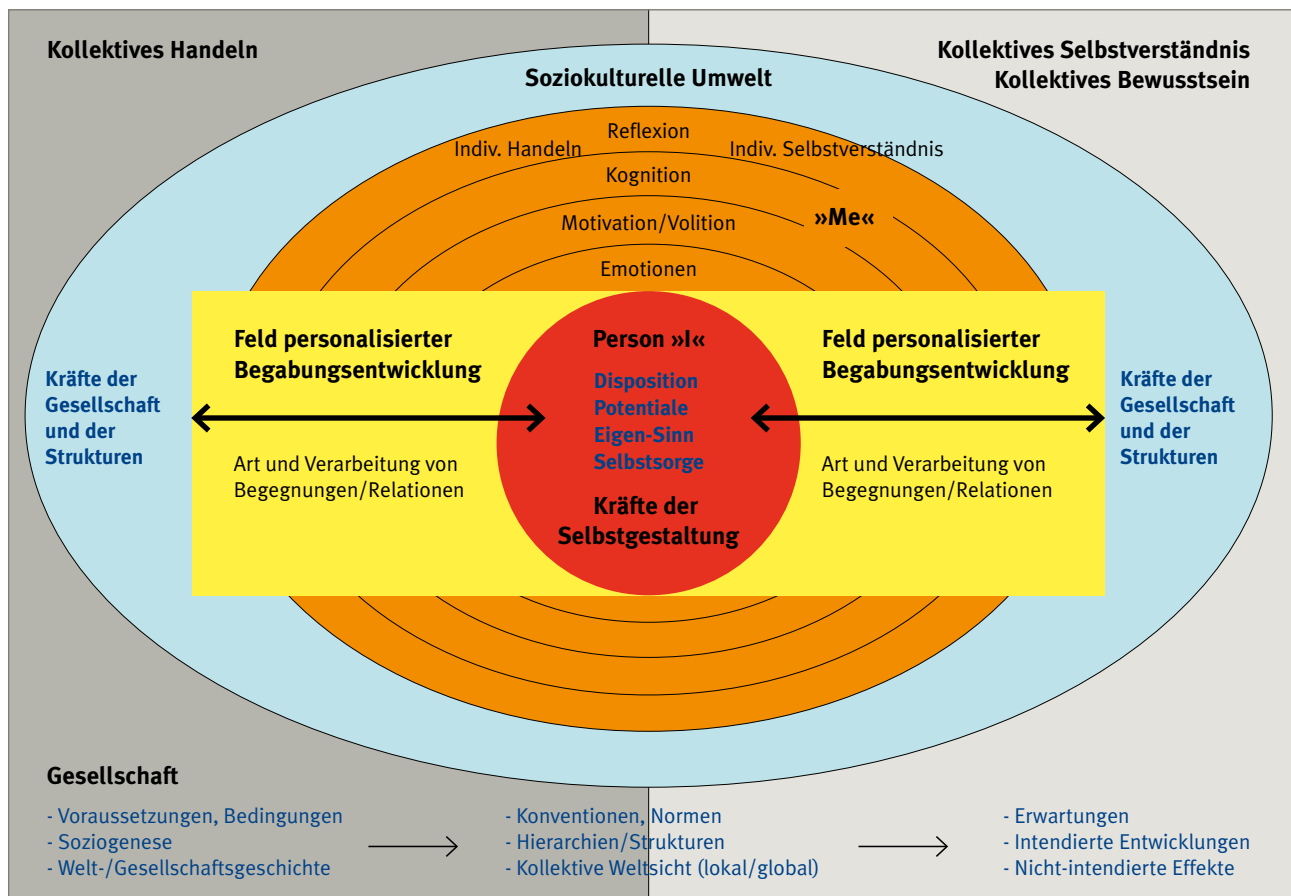 Kollektives Handeln
Kollektives Selbstverständnis
Kollektives Bewusstsein
Soziokulturelle Umwelt
Reflexion
Indiv. Handeln
Indiv. Selbstverständnis
Kognition
»Me«
Motivation/Volition
Emotionen
Feld personalisierter
Begabungsentwicklung
Person »I«
Feld personalisierter
Begabungsentwicklung
Kräfte der
Gesellschaft
und der
Strukturen
Disposition
Potentiale
Eigen-Sinn
Selbstsorge
Kräfte der
Gesellschaft
und der
Strukturen
Art und Verarbeitung von
Begegnungen/Relationen
Kräfte der
Selbstgestaltung
Art und Verarbeitung von
Begegnungen/Relationen
Gesellschaft
- Voraussetzungen, Bedingungen
- Soziogenese
- Welt-/Gesellschaftsgeschichte
- Konventionen, Normen
- Hierarchien/Strukturen
- Kollektive Weltsicht (lokal/global)
- Erwartungen
- Intendierte Entwicklungen
- Nicht-intendierte Effekte